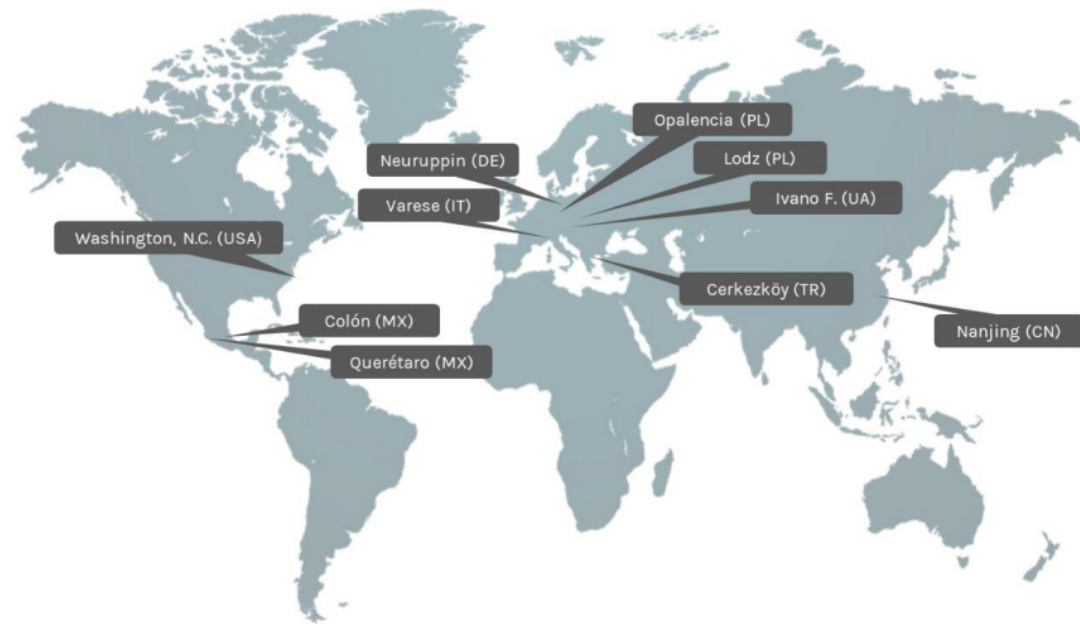 Opalencia (PL)
Neuruppin (DE)
Lodz (PL)
Varese (IT)
Ivano F. (UA)
Washington, N.C. (USA)
Cerkezköy (TR)
Colón (MX)
Nanjing (CN)
Querétaro (MX)